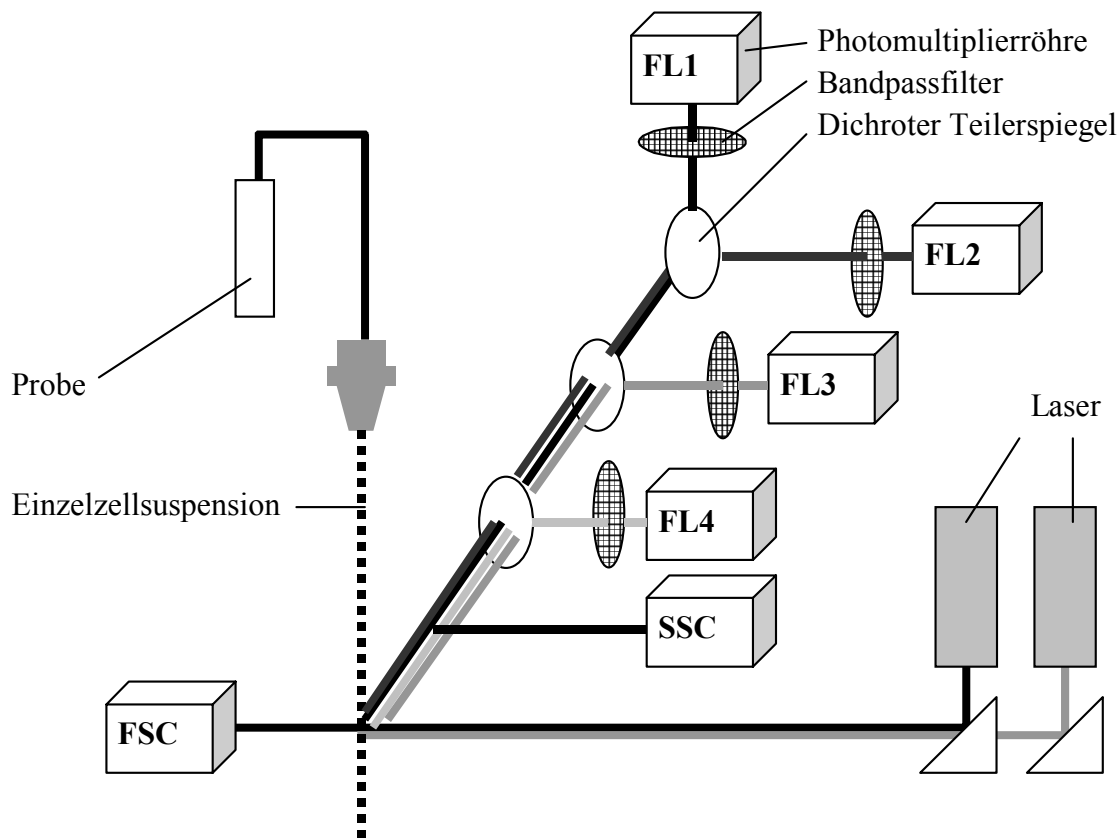 Photomultiplierröhre
FL1
Bandpassfilter
Dichroter Teilerspiegel
FL2
FL3
Probe
Laser
Einzelzellsuspension
FL4
SSC
FSC